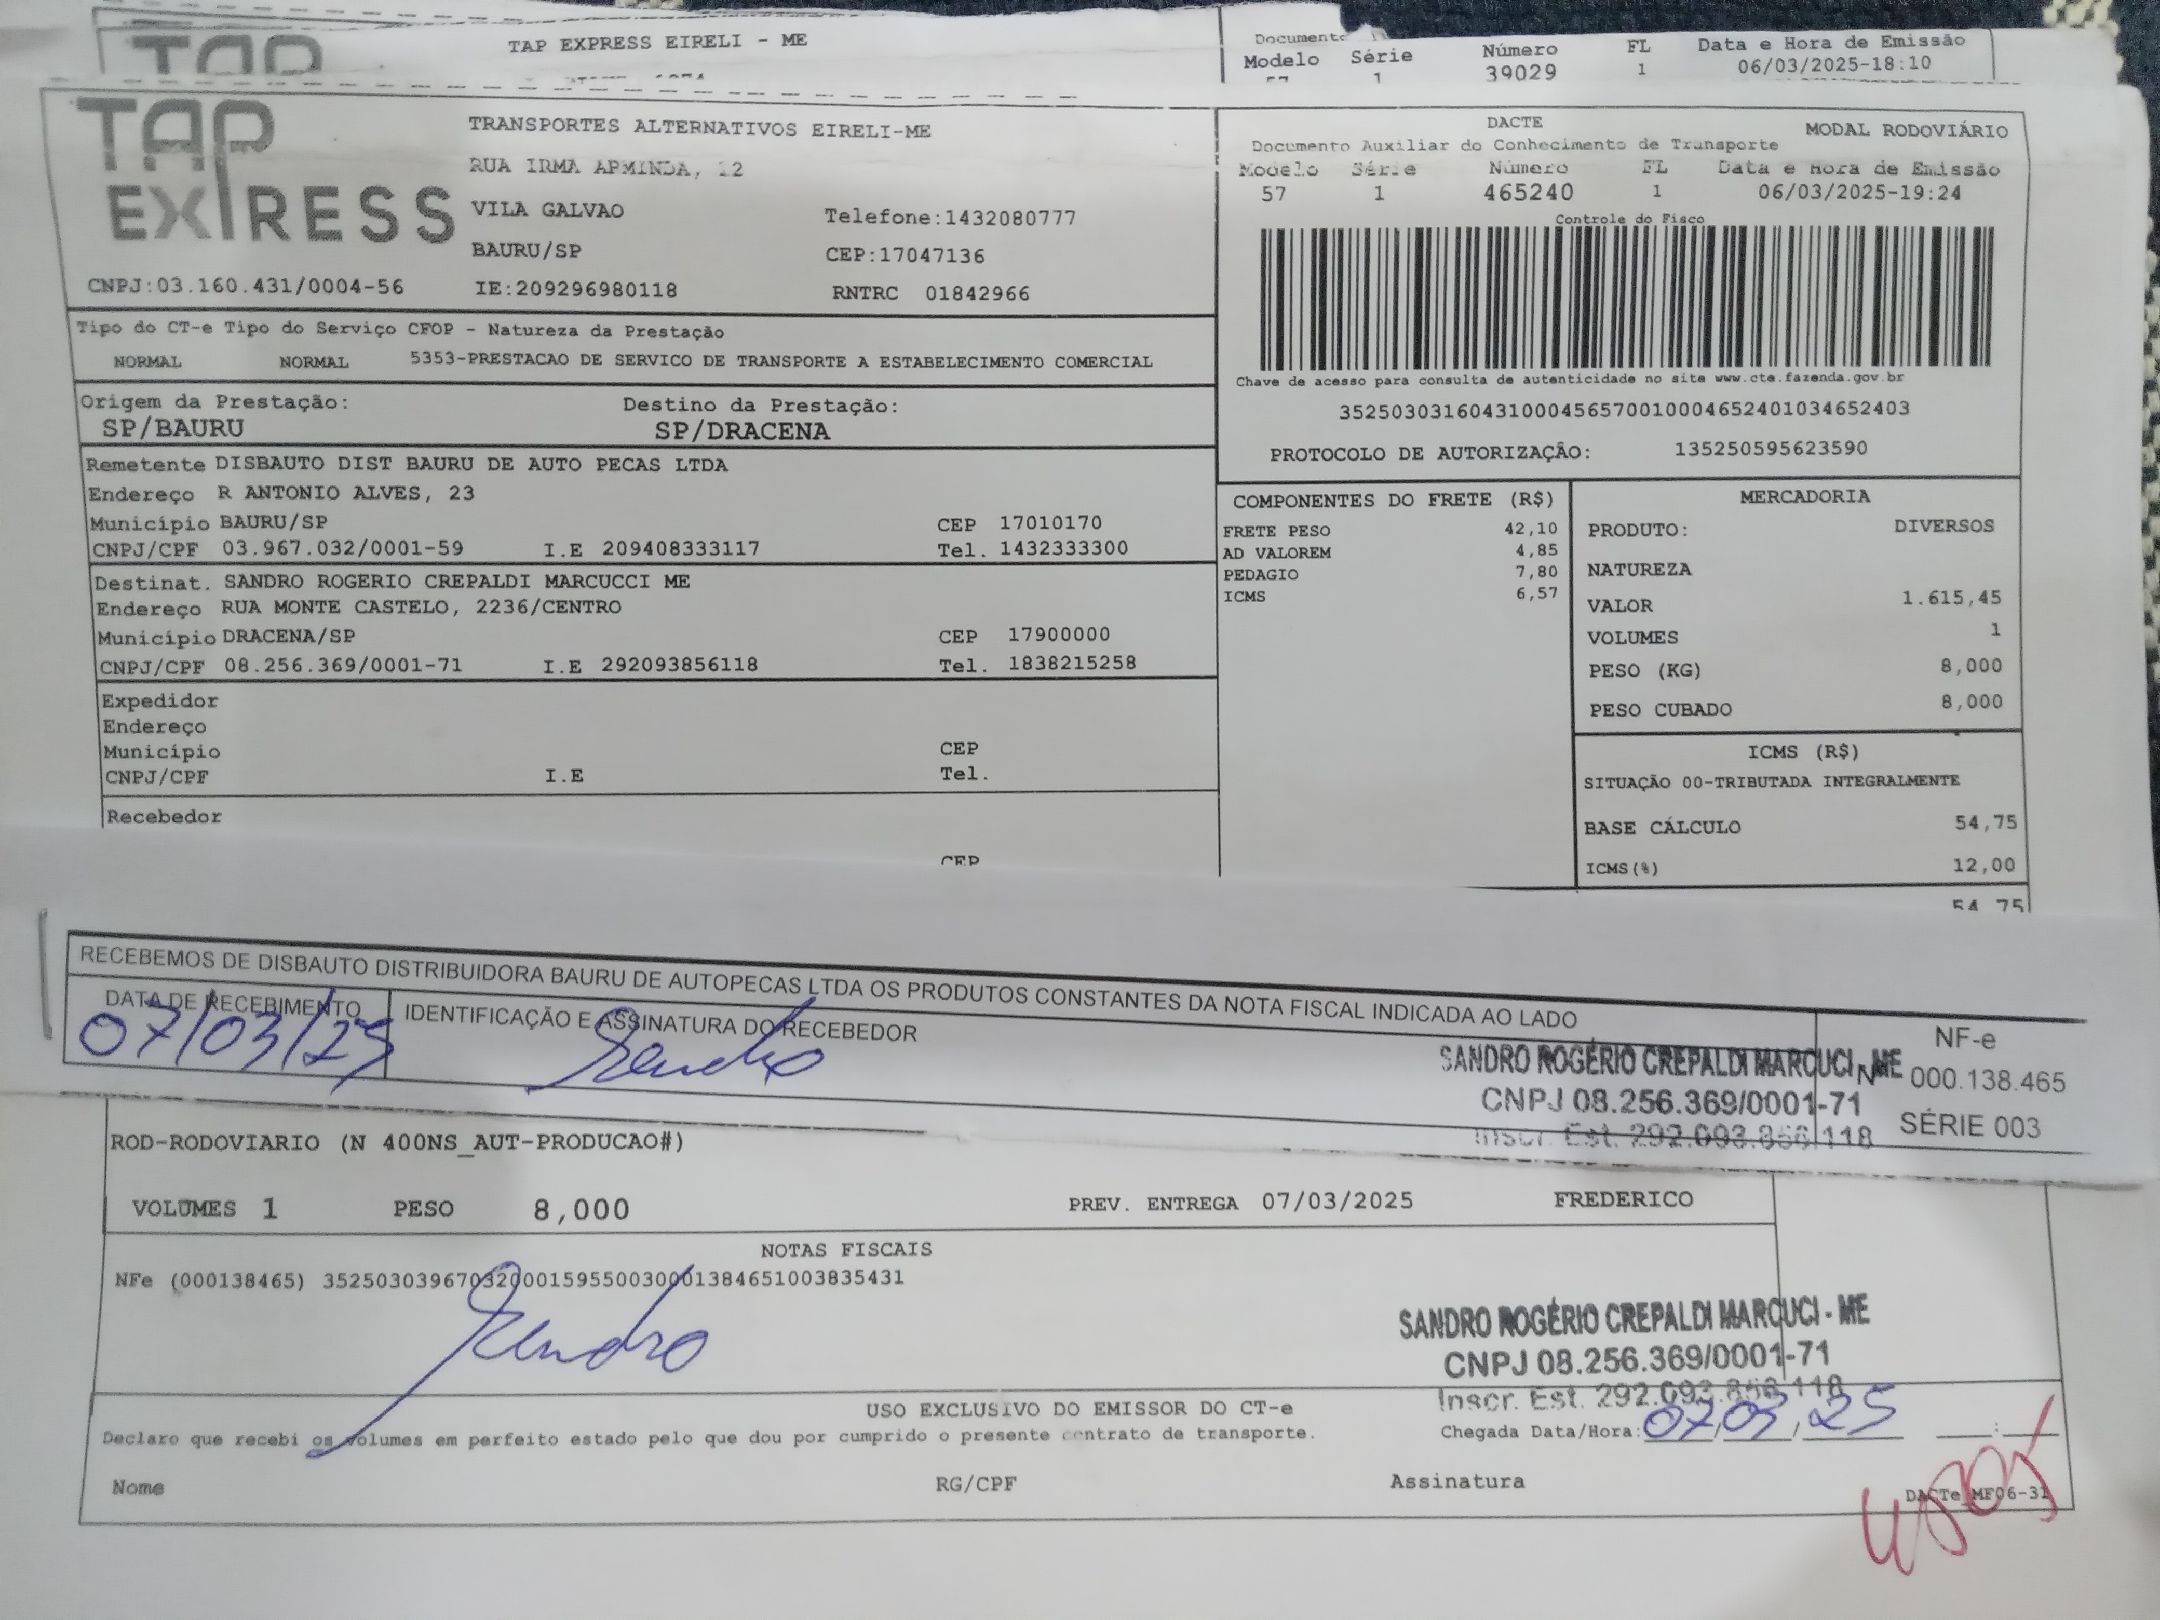 TAP
TAP EXPRESS EIRELI - ME
Modelo Série Número FL Data e Hora de Emissão
1 39029 1 06/03/2025-18:10
TAP EXPRESS
TRANSPORTES ALTERNATIVOS EIRELI-ME
RUA IRMA ARMINDA, 12
VILA GALVAO Telefone:1432080777
BAURU/SP CEP:17047136
CNPJ:03.160.431/0004-56 IE:209296980118 RNTRC 01842966
DACTE MODAL RODOVIÁRIO
Documento Auxiliar do Conhecimento de Transporte
Modelo Série Número FL Data e Hora de Emissão
57 1 465240 1 06/03/2025-19:24
Controle do Fisco
Chave de acesso para consulta de autenticidade no site www.cte.fazenda.gov.br
35250303160431000456570010004652401034652403
PROTOCOLO DE AUTORIZAÇÃO: 135250595623590
Tipo do CT-e Tipo do Serviço CFOP - Natureza da Prestação
NORMAL NORMAL 5353-PRESTACAO DE SERVICO DE TRANSPORTE A ESTABELECIMENTO COMERCIAL
Origem da Prestação: Destino da Prestação:
SP/BAURU SP/DRACENA
Remetente DISBAUTO DIST BAURU DE AUTO PECAS LTDA
Endereço R ANTONIO ALVES, 23
Município BAURU/SP CEP 17010170
CNPJ/CPF 03.967.032/0001-59 I.E 209408333117 Tel. 1432333300
Destinat. SANDRO ROGERIO CREPALDI MARCUCCI ME
Endereço RUA MONTE CASTELO, 2236/CENTRO
Município DRACENA/SP CEP 17900000
CNPJ/CPF 08.256.369/0001-71 I.E 292093856118 Tel. 1838215258
Expedidor
Endereço
Município CEP
CNPJ/CPF I.E Tel.
Recebedor
CEP
COMPONENTES DO FRETE (R$)
FRETE PESO 42,10
AD VALOREM 4,85
PEDAGIO 7,80
ICMS 6,57
MERCADORIA
PRODUTO: DIVERSOS
NATUREZA
VALOR 1.615,45
VOLUMES 1
PESO (KG) 8,000
PESO CUBADO 8,000
ICMS (R$)
SITUAÇÃO 00-TRIBUTADA INTEGRALMENTE
BASE CÁLCULO 54,75
ICMS(%) 12,00
54,75
RECEBEMOS DE DISBAUTO DISTRIBUIDORA BAURU DE AUTOPECAS LTDA OS PRODUTOS CONSTANTES DA NOTA FISCAL INDICADA AO LADO
DATA DE RECEBIMENTO IDENTIFICAÇÃO E ASSINATURA DO RECEBEDOR
07/03/25 Sandro
SANDRO ROGÉRIO CREPALDI MARCUCI - ME
CNPJ 08.256.369/0001-71
Inscr. Est. 292.093.856.118
NF-e
000.138.465
SÉRIE 003
ROD-RODOVIARIO (N 400NS_AUT-PRODUCAO#)
VOLUMES 1 PESO 8,000 PREV. ENTREGA 07/03/2025 FREDERICO
NOTAS FISCAIS
NFe (000138465) 35250303967032000159550030001384651003835431
Sandro
SANDRO ROGÉRIO CREPALDI MARCUCI - ME
CNPJ 08.256.369/0001-71
Inscr. Est. 292.093.856.118
USO EXCLUSIVO DO EMISSOR DO CT-e
Declaro que recebi os volumes em perfeito estado pelo que dou por cumprido o presente contrato de transporte.
Chegada Data/Hora: 07/03/25 :
Nome RG/CPF Assinatura
DACTe_MF06-31